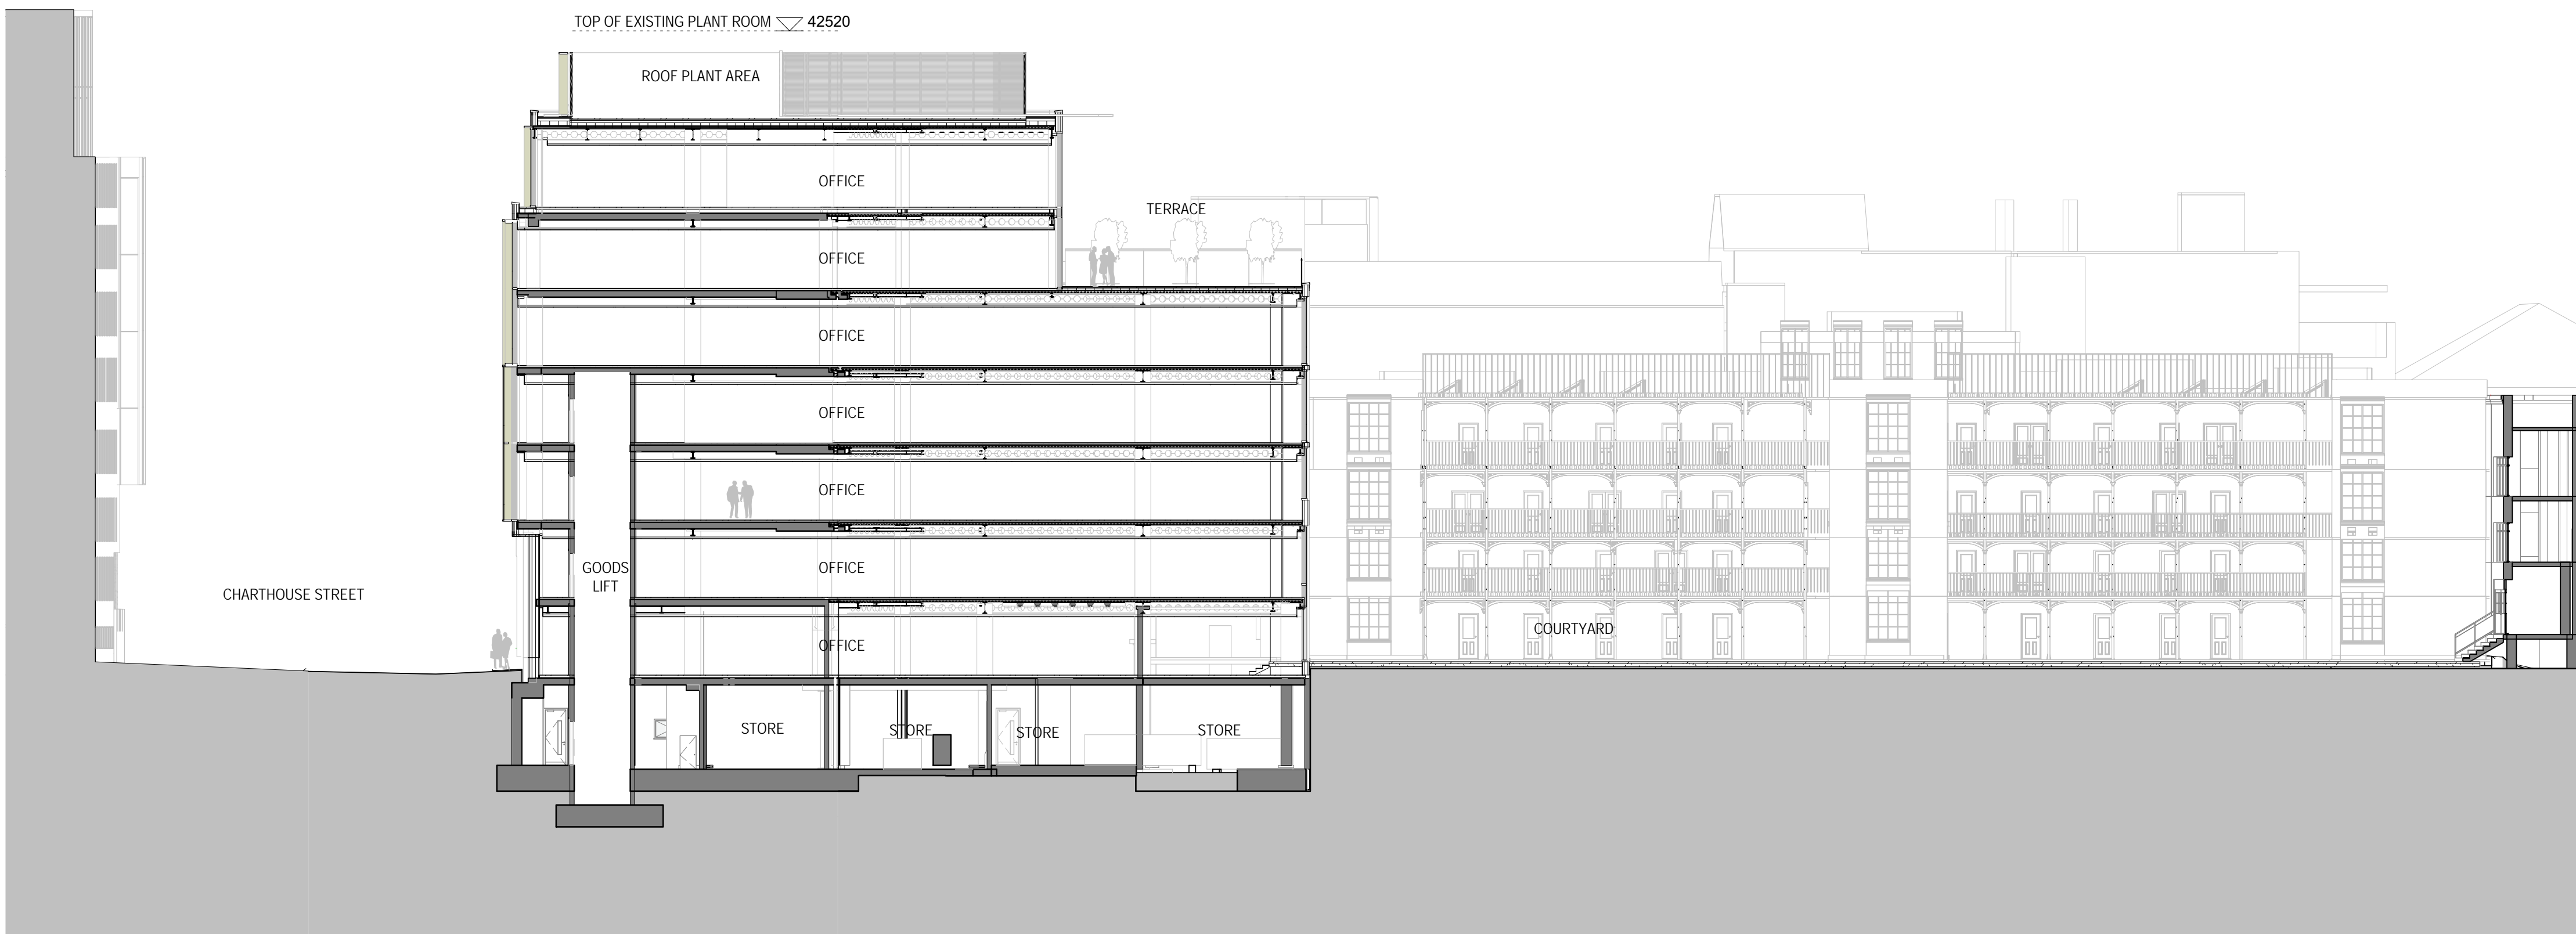 TOP OF EXISTING PLANT ROOM 42520
ROOF PLANT AREA
OFFICE
TERRACE
OFFICE
OFFICE
OFFICE
OFFICE
GOODS
LIFT
OFFICE
CHARTHOUSE STREET
OFFICE
COURTYARD
STORE
STORE
STORE
STORE